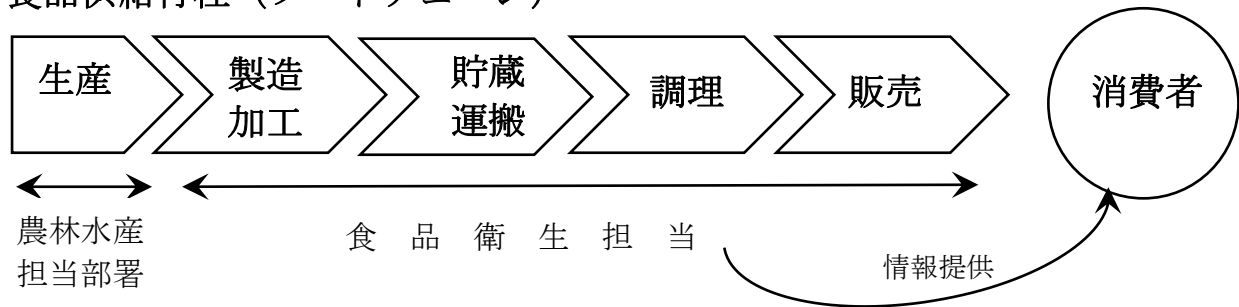 食品供給行程（フードチェーン）
生産
製造
加工
貯蔵
運搬
調理
販売
消費者
農林水産
担当部署
食品衛生担当
情報提供